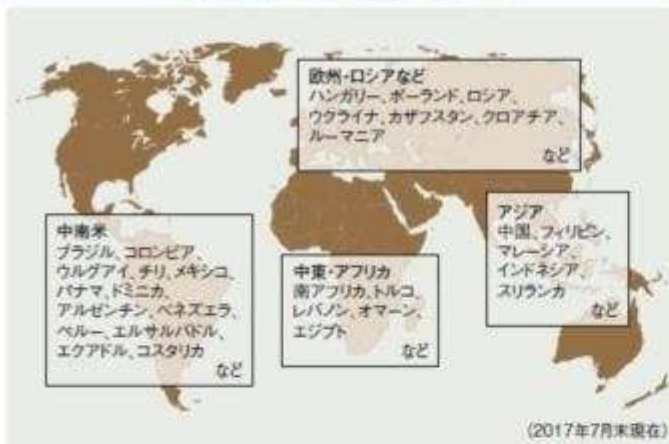 欧州・ロシアなど
ハンガリー、ポーランド、ロシア、
ウクライナ、カザフスタン、クロアチア、
ルーマニア
など
中南米
ブラジル、コロンビア、
ウルグアイ、チリ、メキシコ、
パナマ、ドミニカ、
アルゼンチン、ベネズエラ、
ペルー、エルサルバドル、
エクアドル、コスタリカ
など
中東・アフリカ
南アフリカ、トルコ、
レバノン、オマーン、
エジプト
など
アジア
中国、フィリピン、
マレーシア、
インドネシア、
スリランカ
など
(2017年7月末現在)